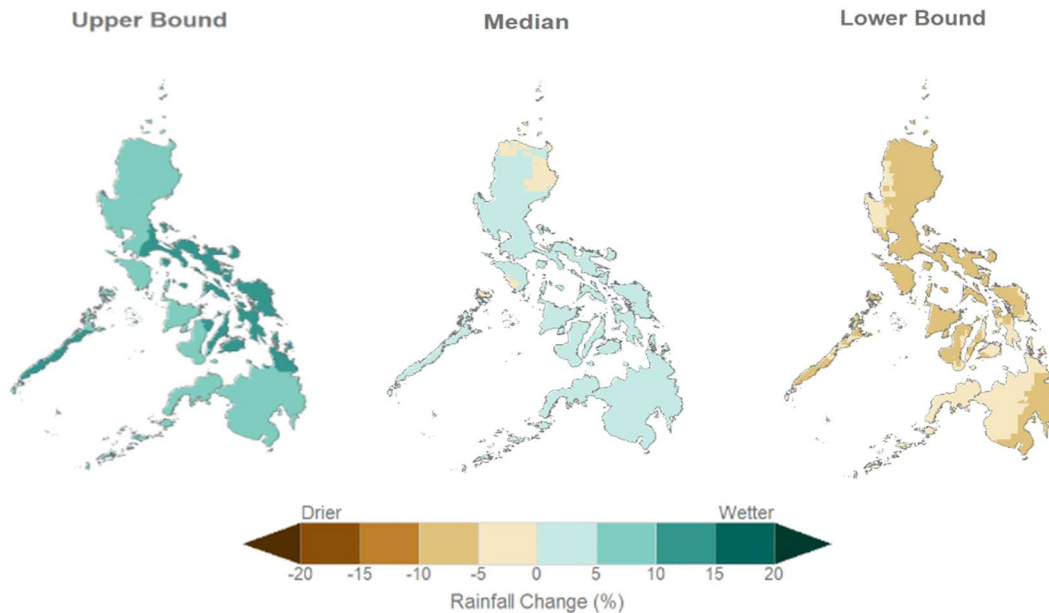 Upper Bound
Median
Lower Bound
Drier
Wetter
-20 -15 -10 -5 0 5 10 15 20
Rainfall Change (%)